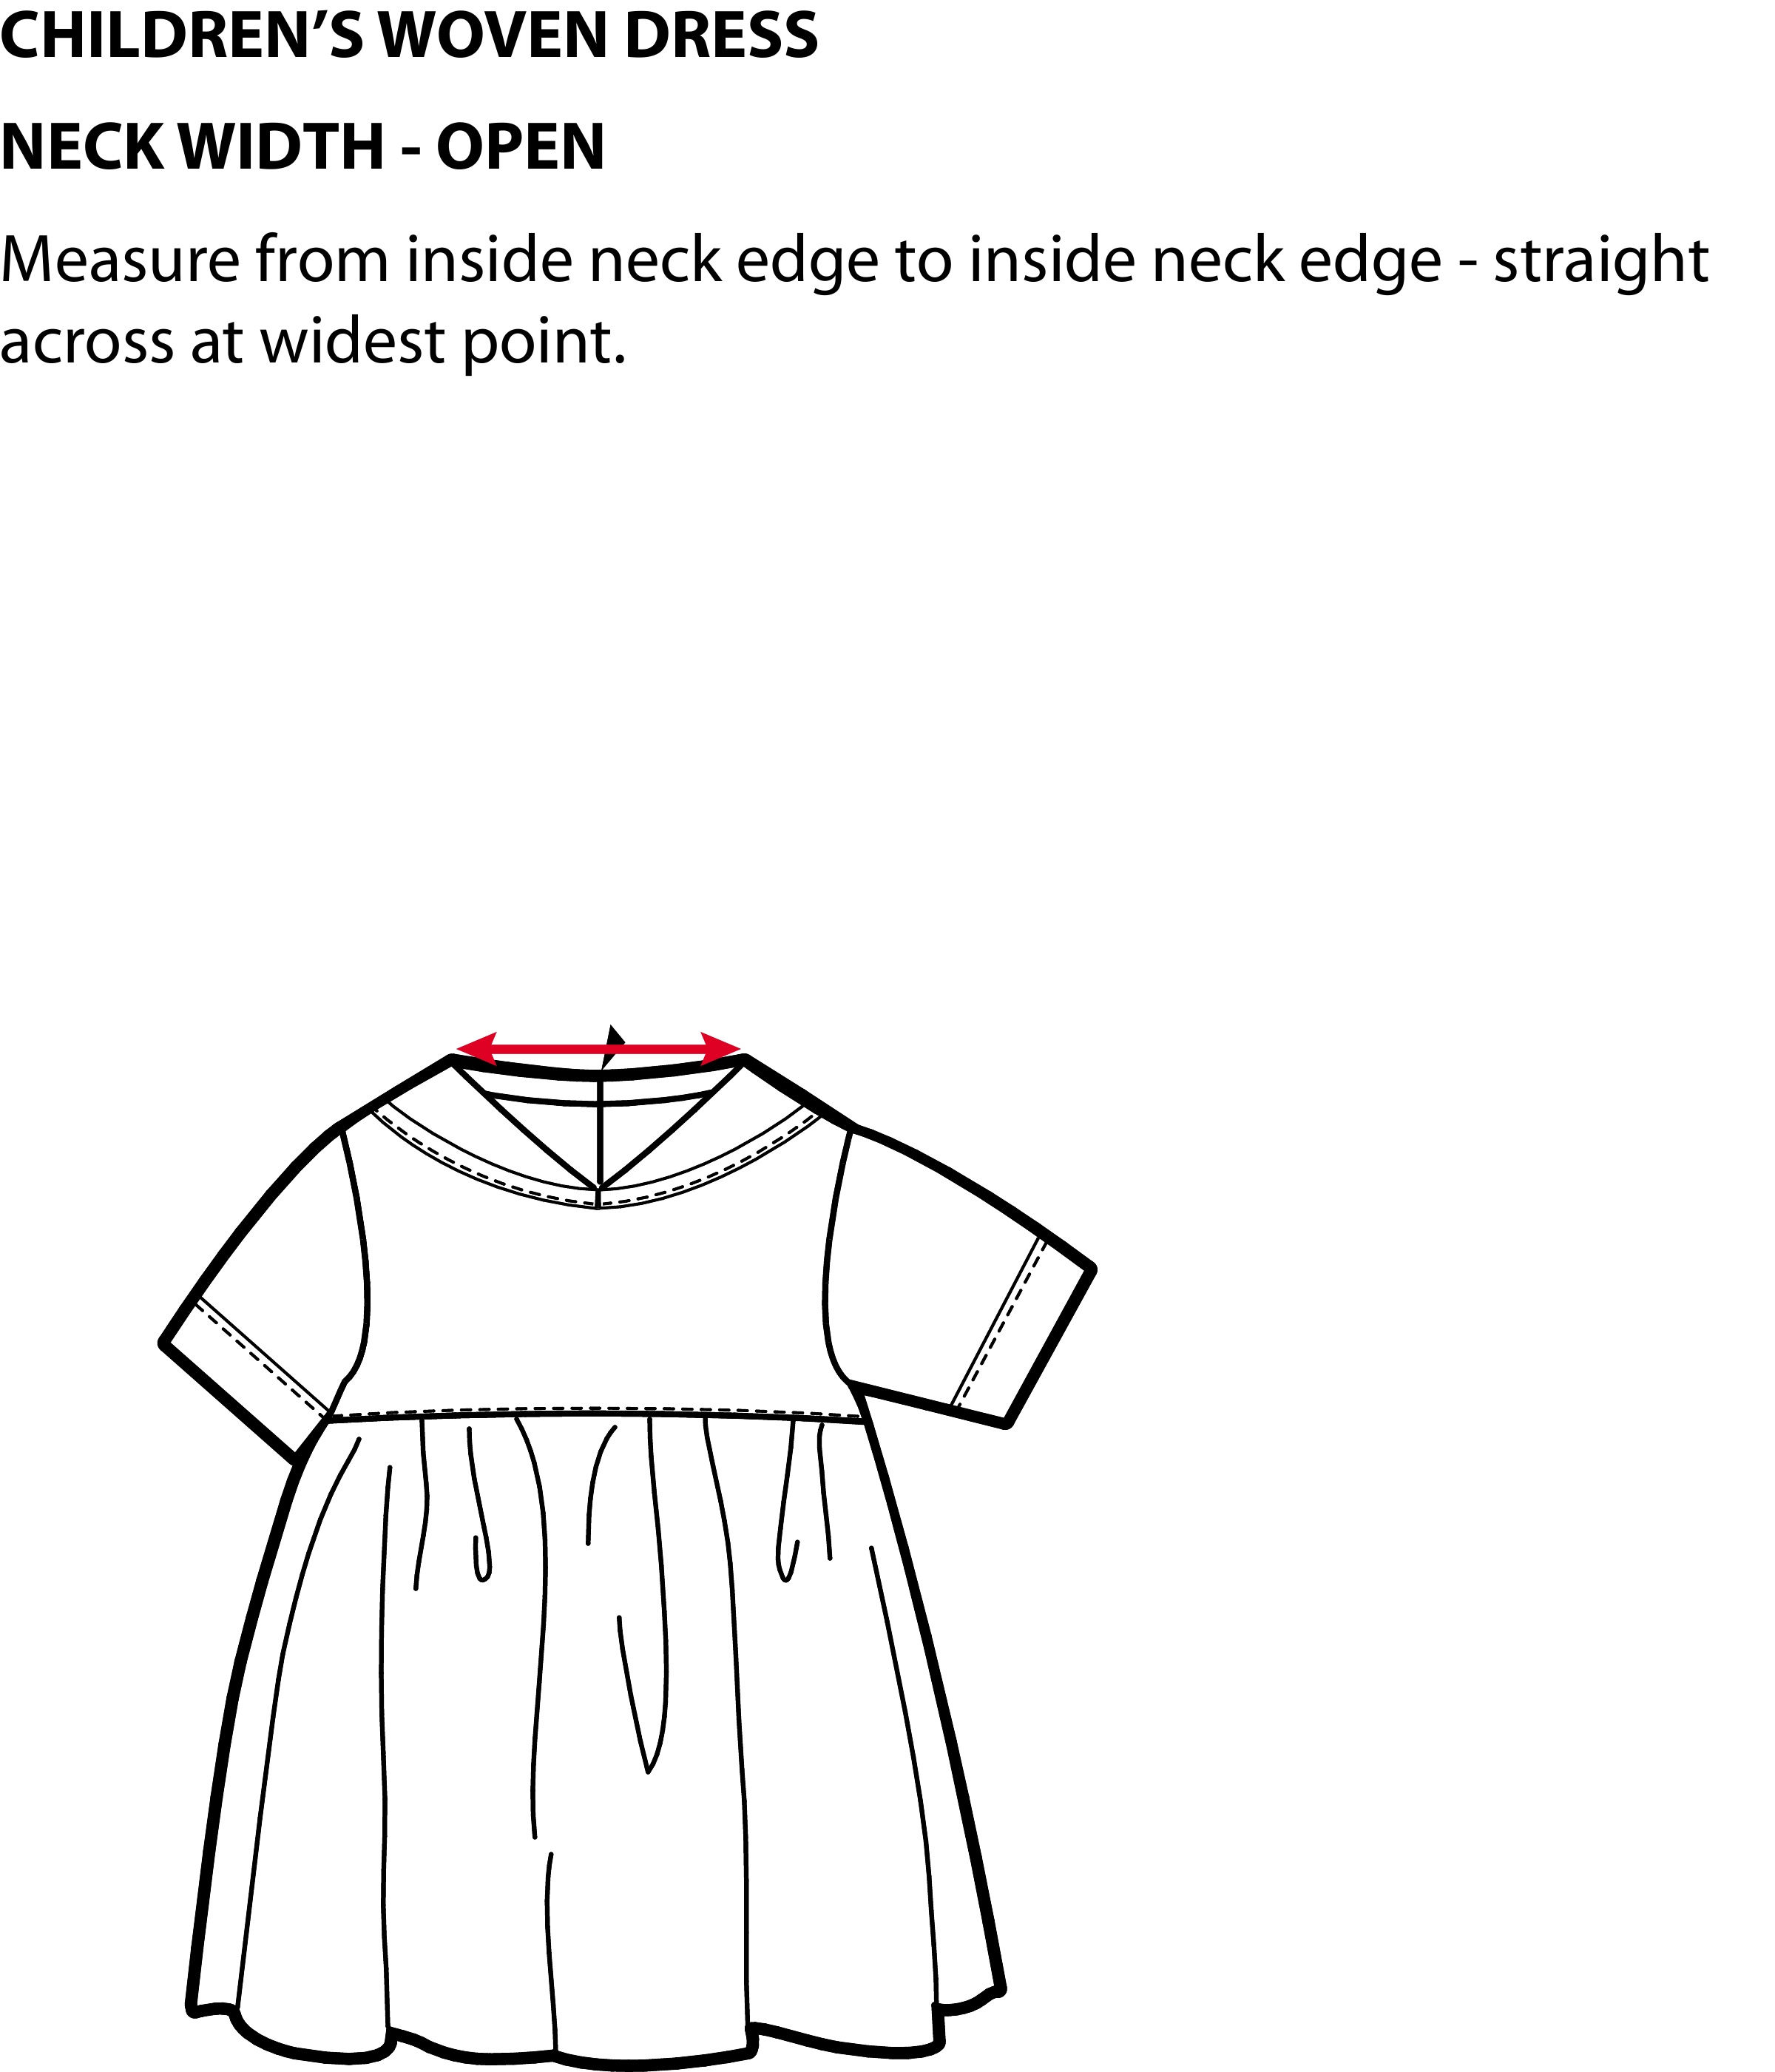 CHILDREN’S WOVEN DRESS
NECK WIDTH - OPEN
Measure from inside neck edge to inside neck edge - straight
across at widest point.